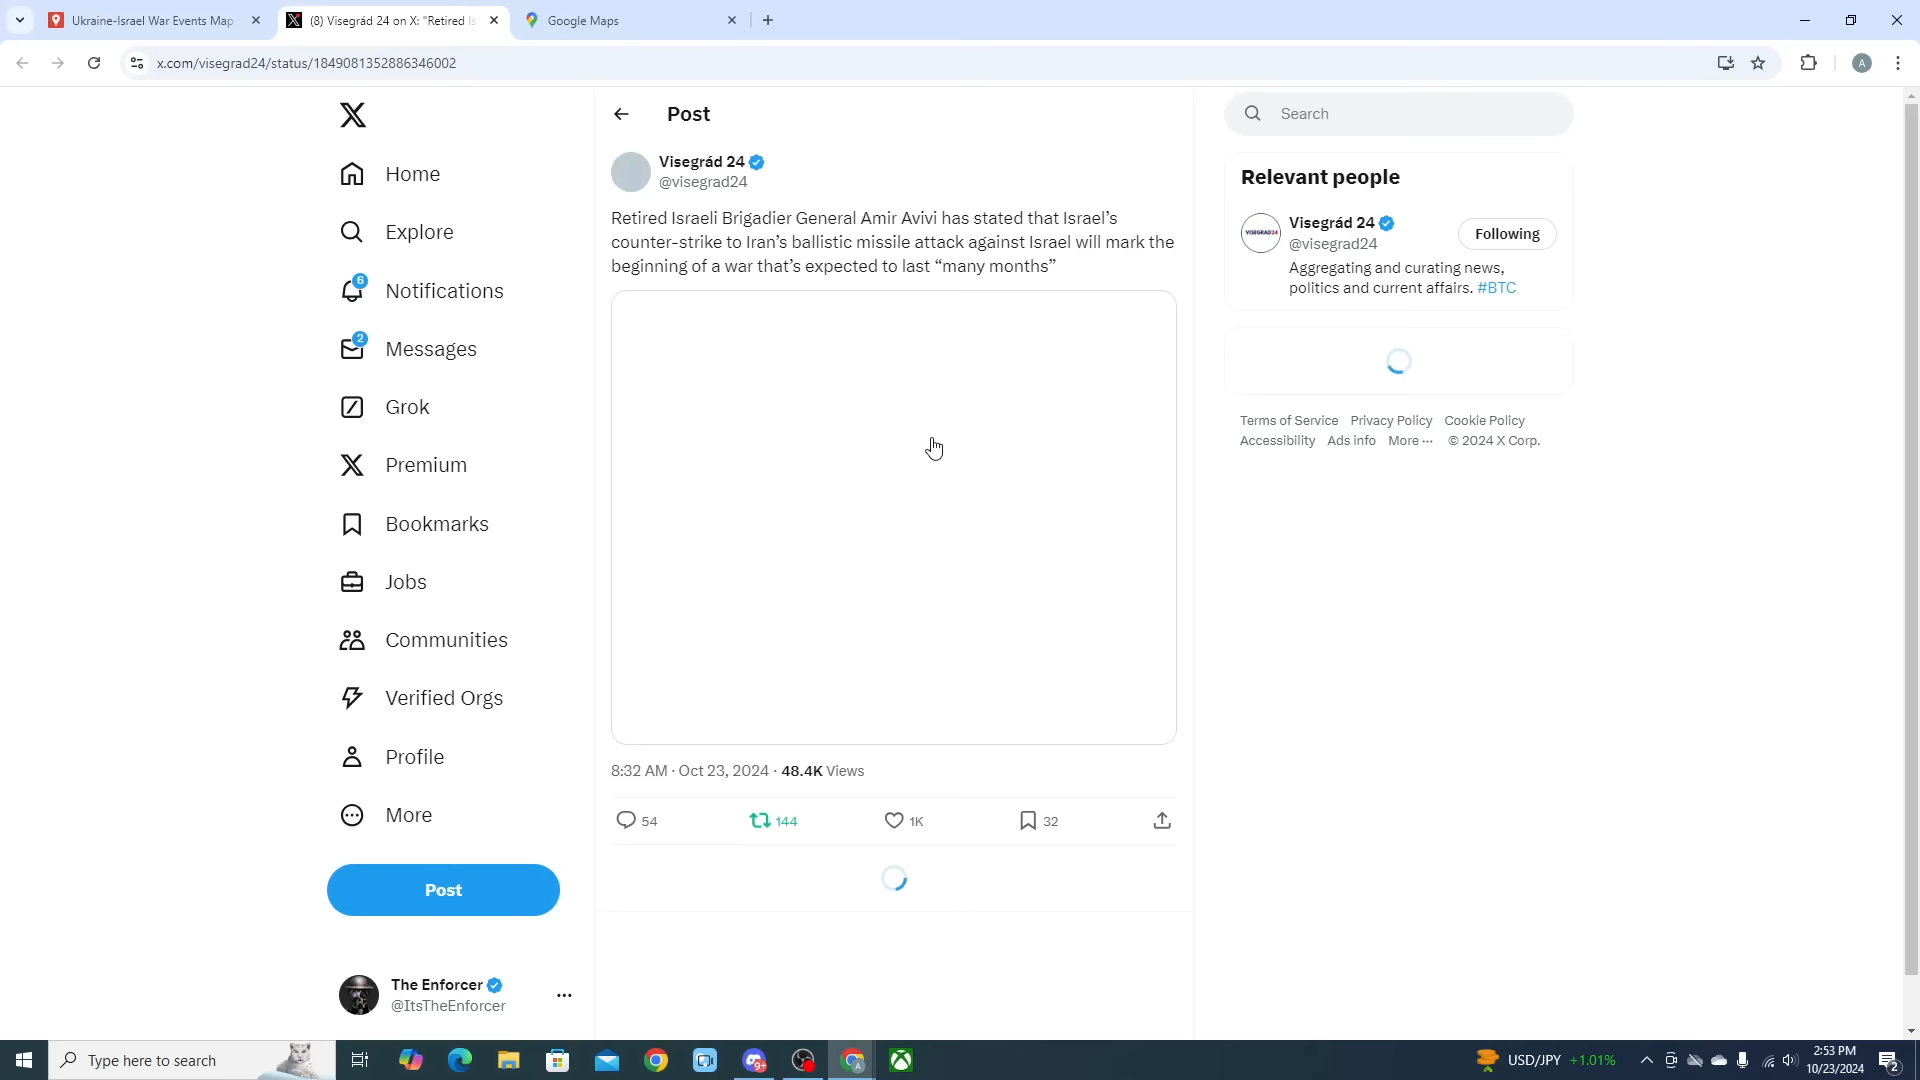 Ukraine-Israel War Events Map
(8) Visegrád 24 on X: "Retired Is
Google Maps
x.com/visegrad24/status/1849081352886346002
A
Post
Search
Home
Explore
6
Notifications
2
Messages
Grok
Premium
Bookmarks
Jobs
Communities
Verified Orgs
Profile
More
Post
The Enforcer
@ItsTheEnforcer
Visegrád 24
@visegrad24
Retired Israeli Brigadier General Amir Avivi has stated that Israel’s
counter-strike to Iran’s ballistic missile attack against Israel will mark the
beginning of a war that’s expected to last “many months”
8:32 AM · Oct 23, 2024 · 48.4K Views
54 144 1K 32
Relevant people
VISEGRAD24
Visegrád 24
@visegrad24
Following
Aggregating and curating news,
politics and current affairs. #BTC
Terms of Service Privacy Policy Cookie Policy
Accessibility Ads info More ··· © 2024 X Corp.
Type here to search
9+
A
USD/JPY +1.01%
2:53 PM
10/23/2024
2